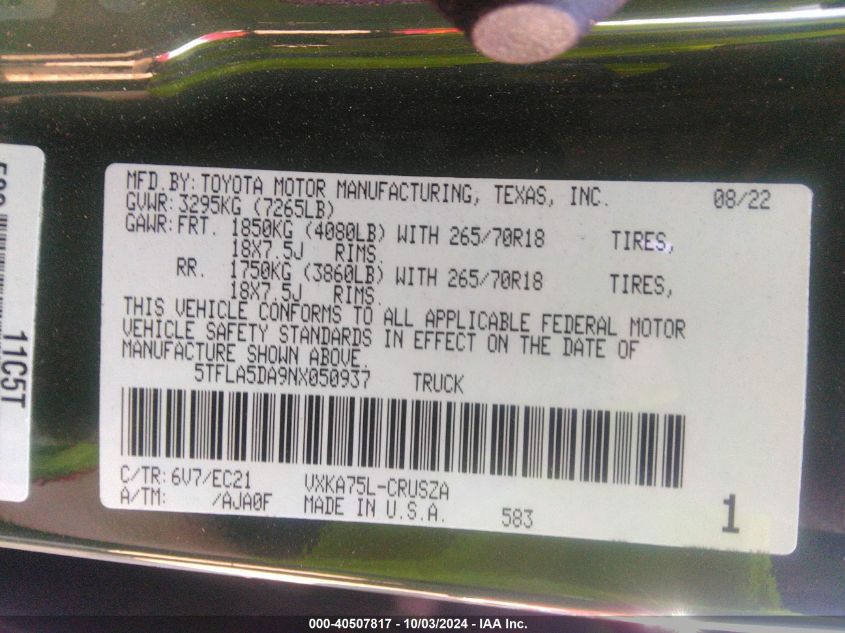 MFD.BY: TOYOTA MOTOR MANUFACTURING, TEXAS, INC. 08/22
GVWR: 3295KG (7265LB)
GAWR: FRT. 1850KG (4080LB) WITH 265/70R18 TIRES,
18X7.5J RIMS.
RR. 1750KG (3860LB) WITH 265/70R18 TIRES,
18X7.5J RIMS.
THIS VEHICLE CONFORMS TO ALL APPLICABLE FEDERAL MOTOR
VEHICLE SAFETY STANDARDS IN EFFECT ON THE DATE OF
MANUFACTURE SHOWN ABOVE.
5TFLA5DA9NX050937 TRUCK
C/TR: 6V7/EC21 VXKA75L-CRUSZA
A/TM: /AJA0F MADE IN U.S.A. 583 1
11C5T
000-40507817 - 10/03/2024 - IAA Inc.